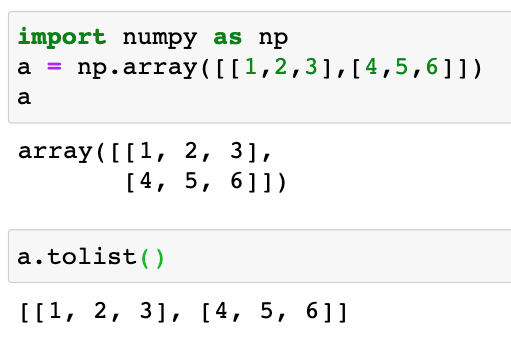 import numpy as np
a = np.array([[1,2,3],[4,5,6]])
a
array([[1, 2, 3],
       [4, 5, 6]])
a.tolist()
[[1, 2, 3], [4, 5, 6]]